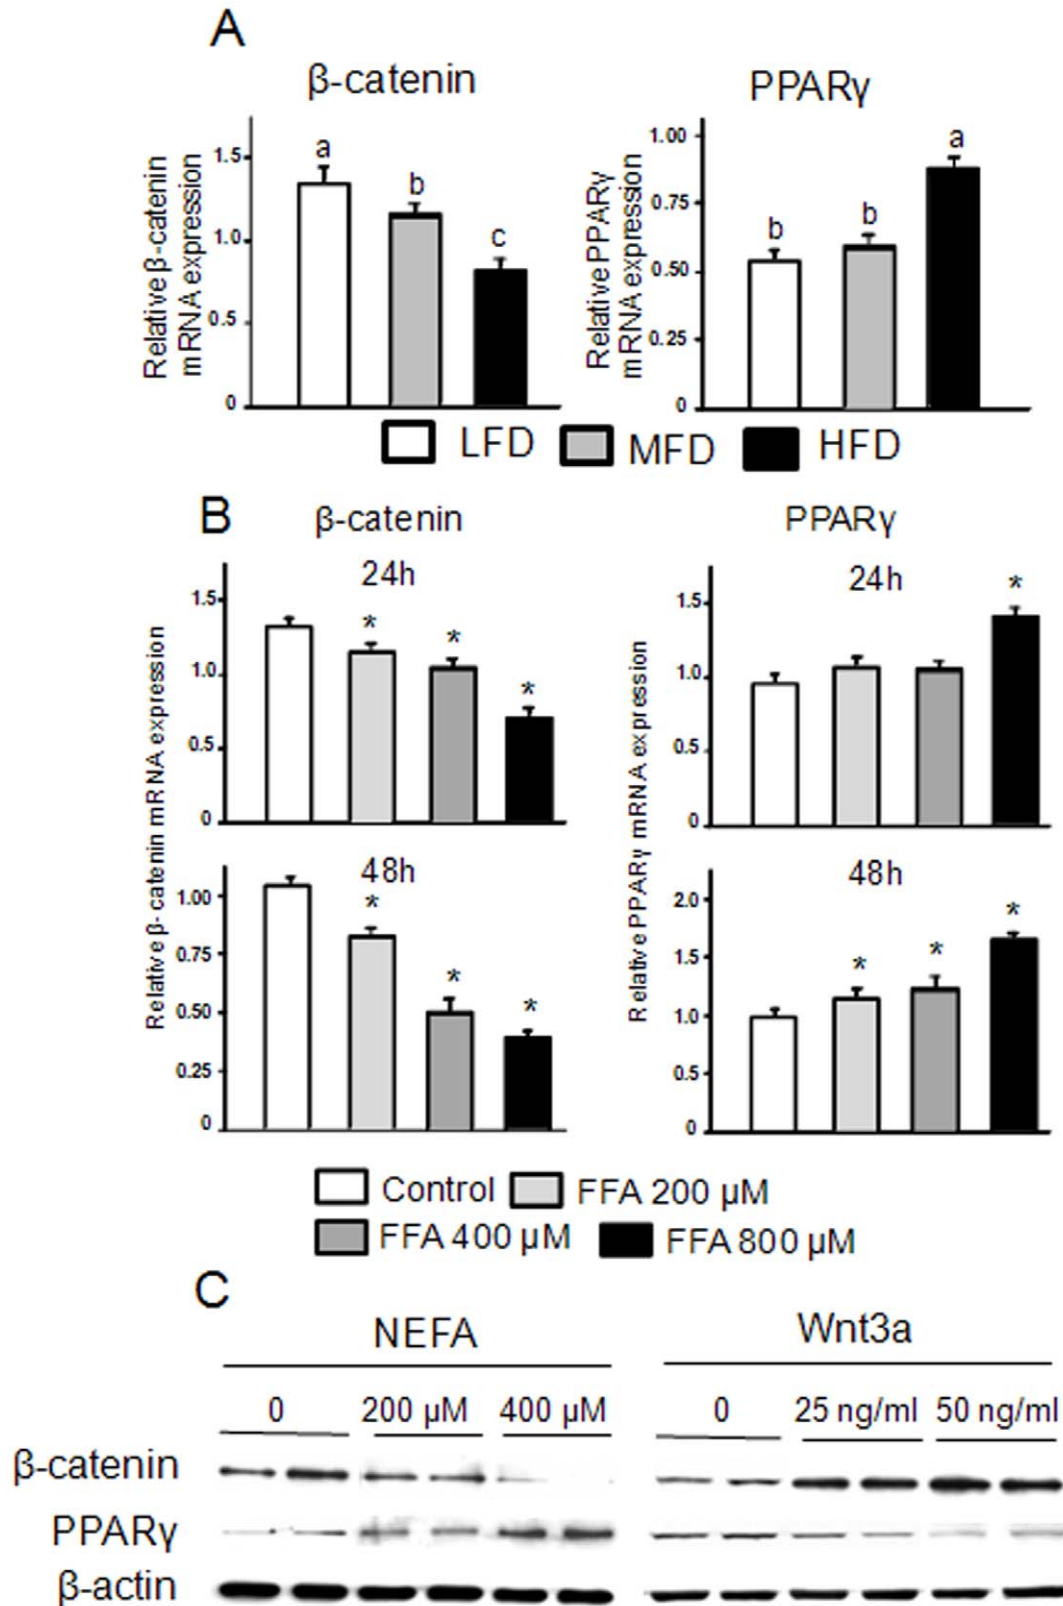 A
β-catenin PPARγ
Relative β-catenin
mRNA expression
1.5
1.0
0.5
0
a
b
c
Relative PPARγ
mRNA expression
1.00
0.75
0.50
0.25
0
b
b
a
LFD MFD HFD
B
β-catenin PPARγ
Relative β-catenin mRNA expression
24h
1.5
1.0
0.5
0
* * *
48h
1.00
0.75
0.50
0.25
0
* * *
Relative PPARγ mRNA expression
24h
1.5
1.0
0.5
0
*
48h
2.0
1.5
1.0
0.5
0
* * *
Control FFA 200 µM
FFA 400 µM FFA 800 µM
C
NEFA Wnt3a
0 200 µM 400 µM 0 25 ng/ml 50 ng/ml
β-catenin
PPARγ
β-actin